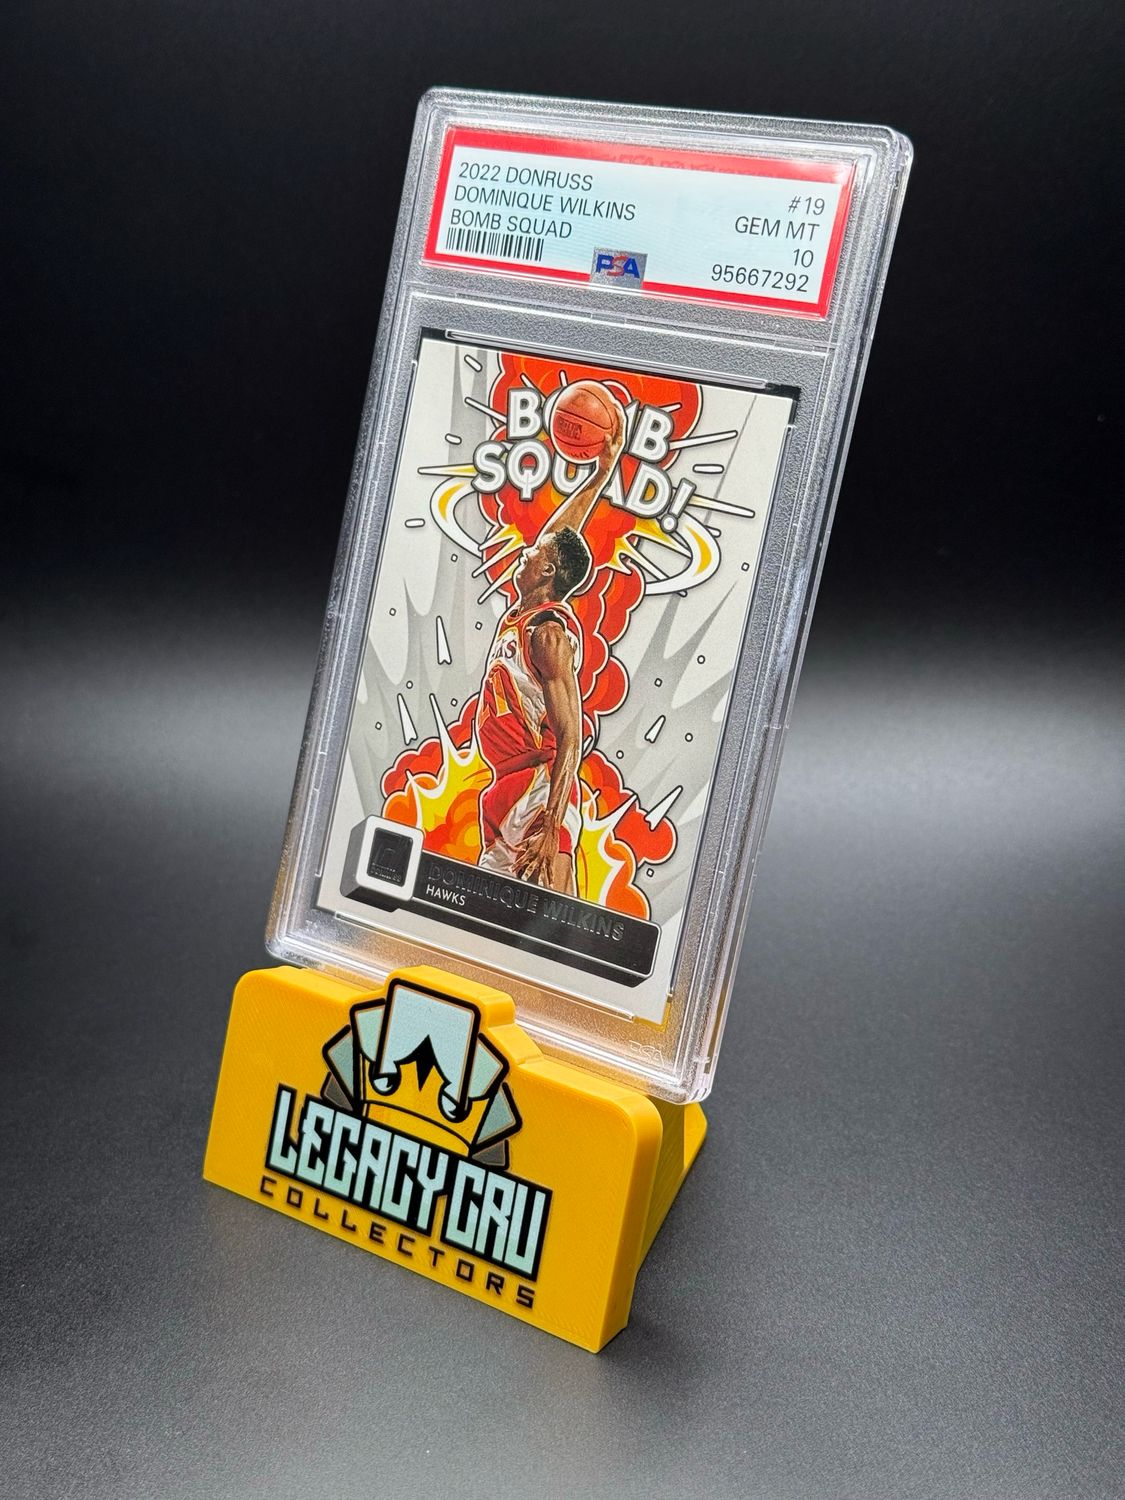 2022 DONRUSS
DOMINIQUE WILKINS
BOMB SQUAD
#19
GEM MT
10
95667292
PSA
BOMB
SQUAD!
DOMINIQUE WILKINS
HAWKS
PSA
LEGACY CRU
COLLECTORS